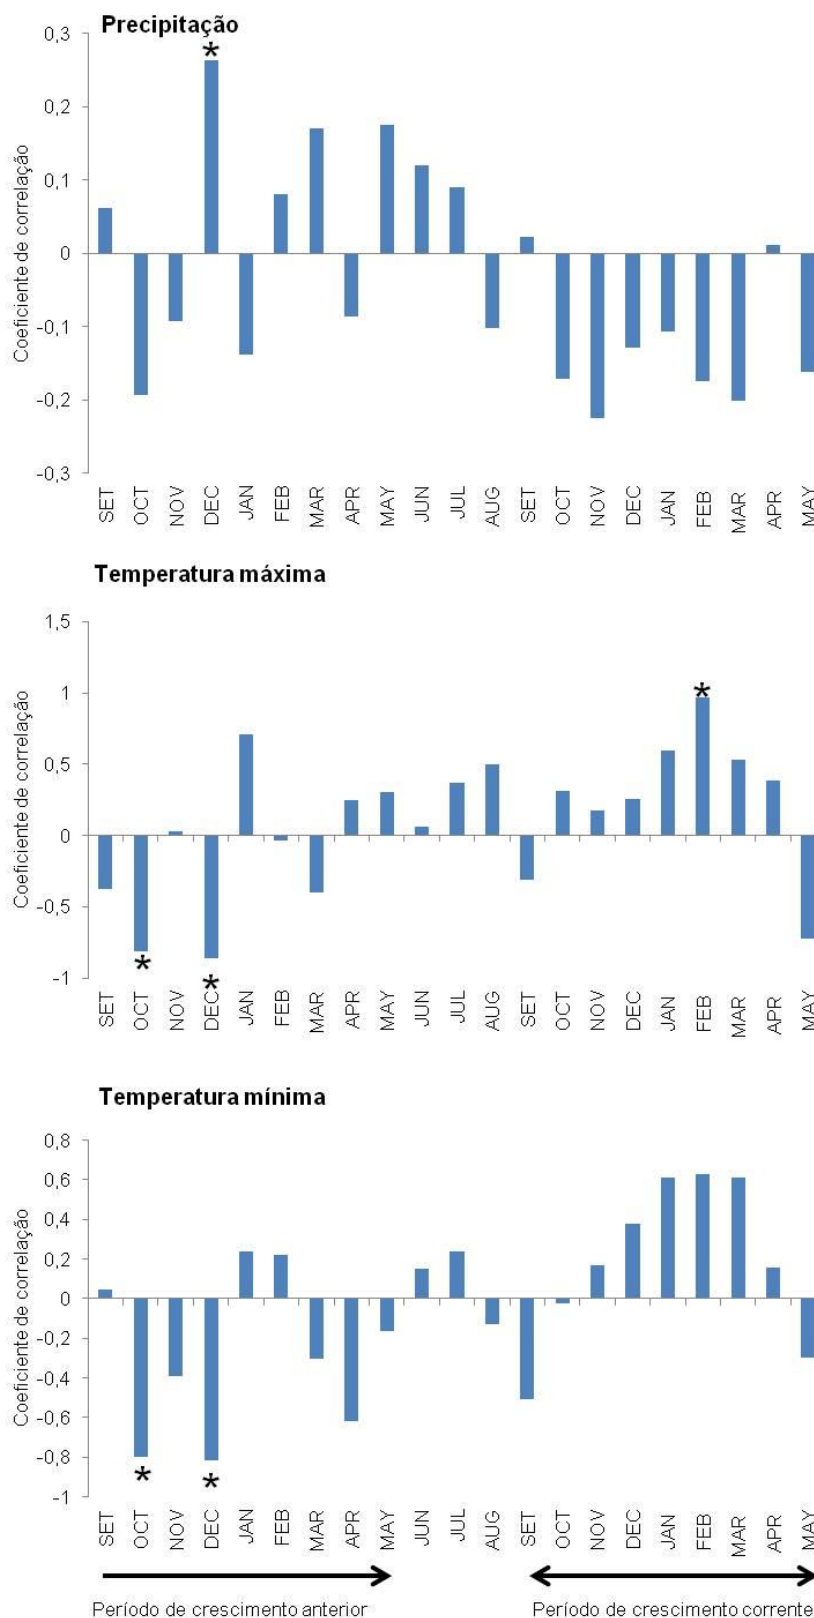 Precipitação
0,3
0,2
0,1
0
-0,1
-0,2
-0,3
Coeficiente de correlação
*
SET OCT NOV DEC JAN FEB MAR APR MAY JUN JUL AUG SET OCT NOV DEC JAN FEB MAR APR MAY
Temperatura máxima
1,5
1
0,5
0
-0,5
-1
Coeficiente de correlação
* * *
SET OCT NOV DEC JAN FEB MAR APR MAY JUN JUL AUG SET OCT NOV DEC JAN FEB MAR APR MAY
Temperatura mínima
0,8
0,6
0,4
0,2
0
-0,2
-0,4
-0,6
-0,8
-1
Coeficiente de correlação
* *
SET OCT NOV DEC JAN FEB MAR APR MAY JUN JUL AUG SET OCT NOV DEC JAN FEB MAR APR MAY
Período de crescimento anterior
Período de crescimento corrente